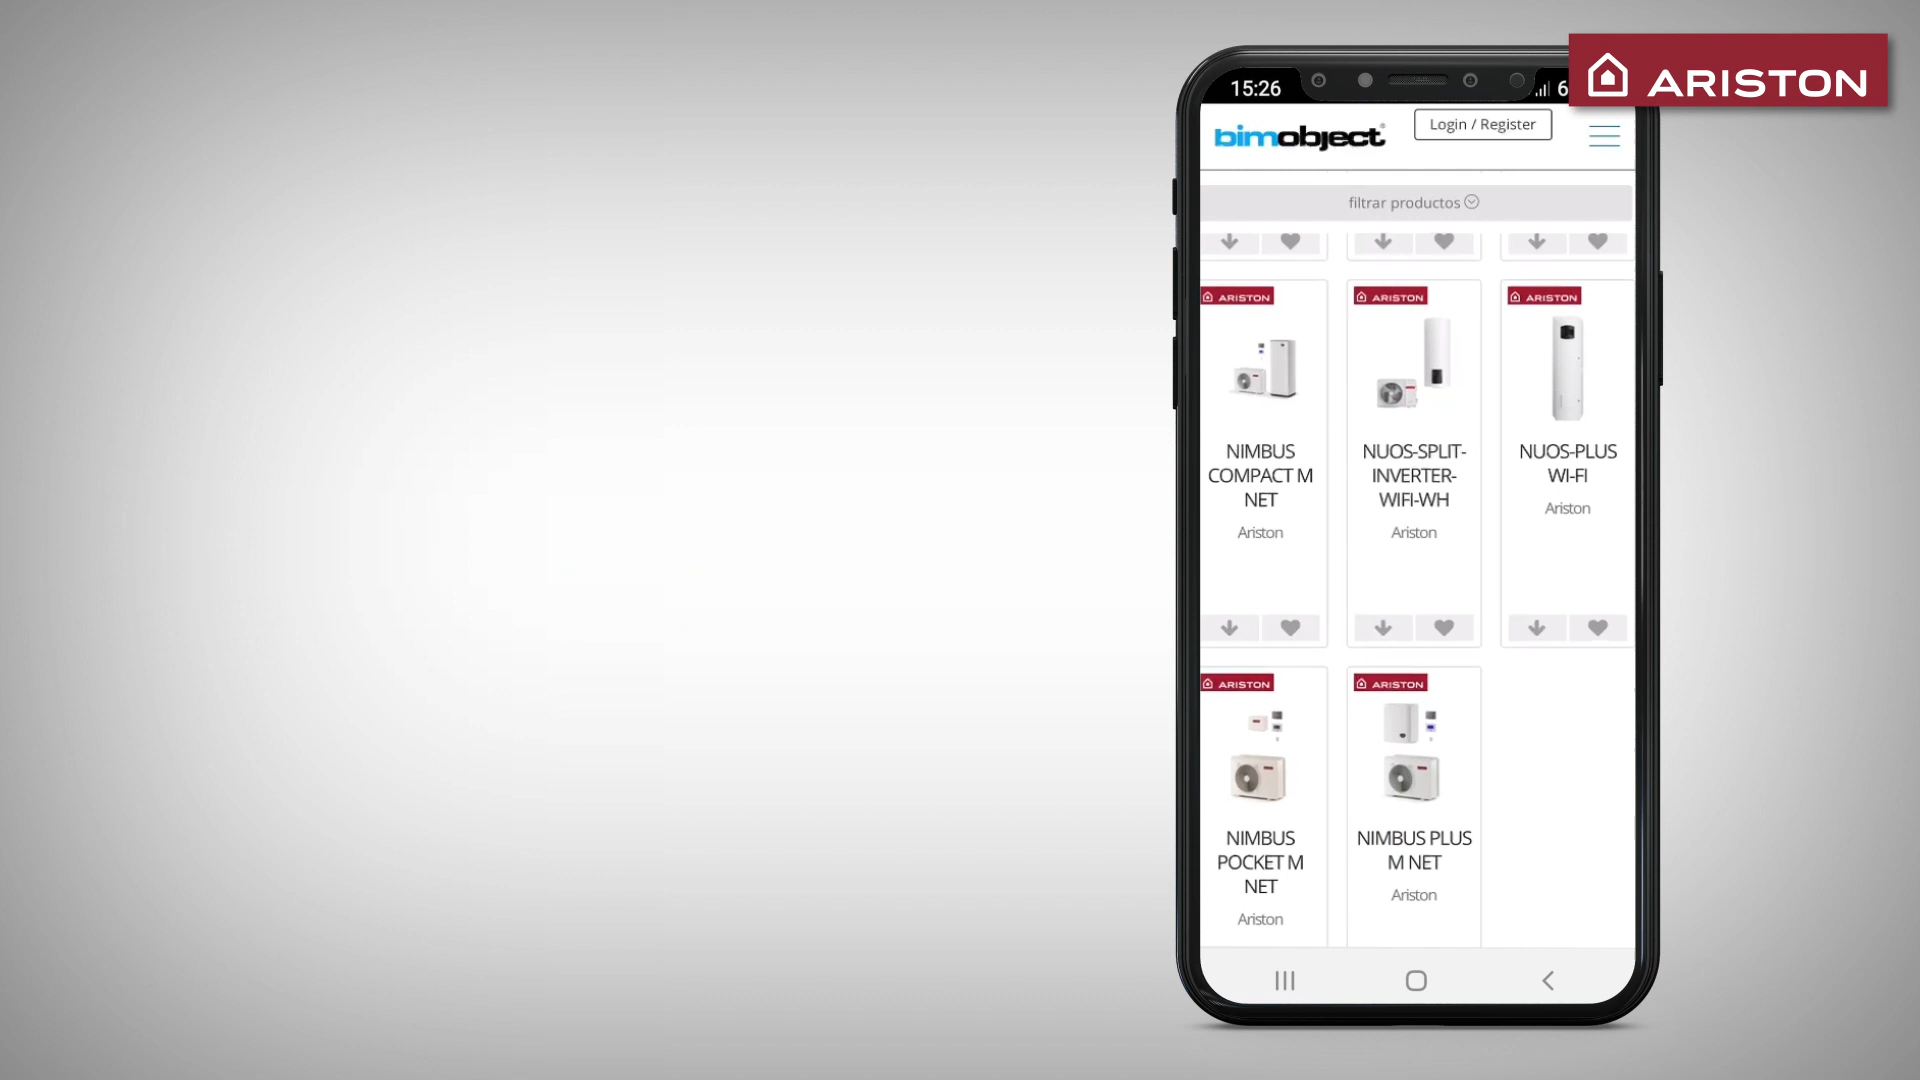 ARISTON
15:26
6
bimobject®
Login / Register
filtrar productos
ARISTON
ARISTON
ARISTON
NIMBUS
COMPACT M
NET
Ariston
NUOS-SPLIT-
INVERTER-
WIFI-WH
Ariston
NUOS-PLUS
WI-FI
Ariston
ARISTON
ARISTON
NIMBUS
POCKET M
NET
Ariston
NIMBUS PLUS
M NET
Ariston